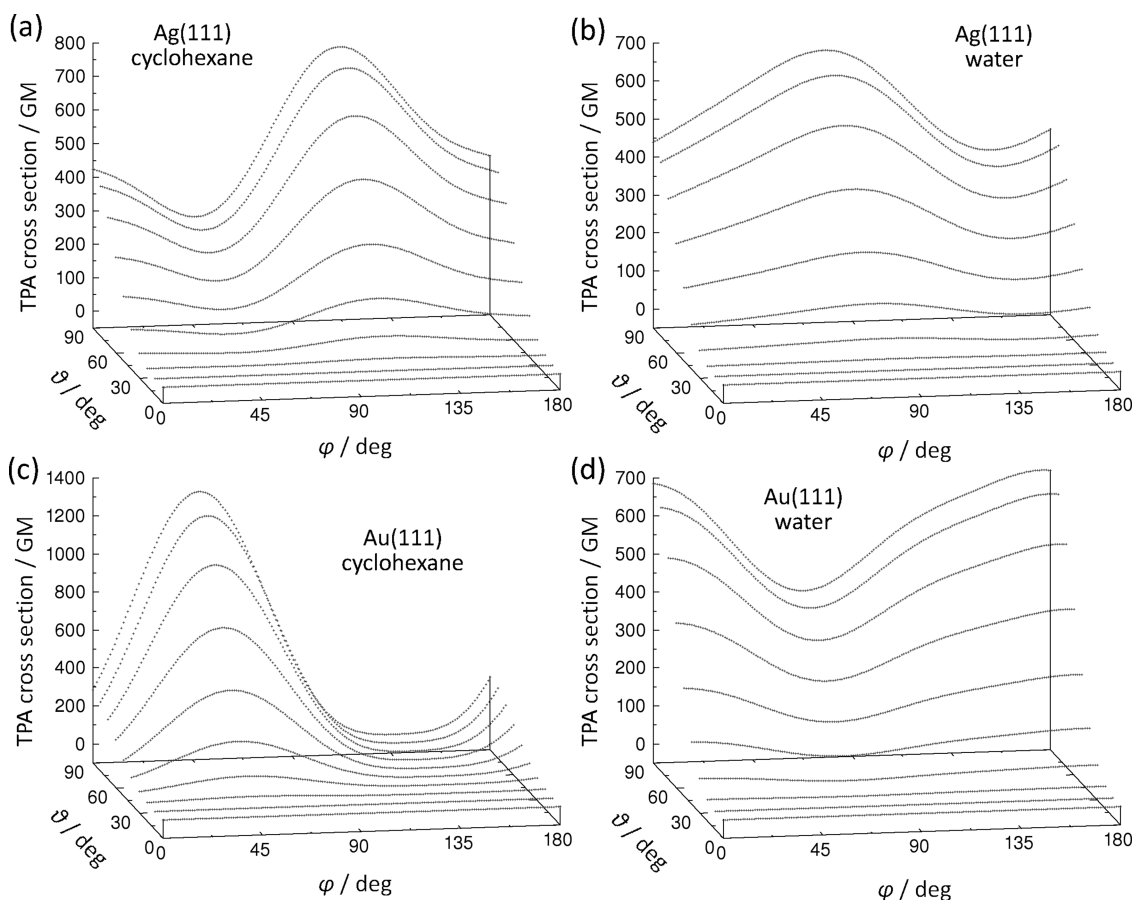 (a)
Ag(111)
cyclohexane
TPA cross section / GM
800
700
600
500
400
300
200
100
0
90
60
30
0
ϑ / deg
0
45
90
135
180
φ / deg
(b)
Ag(111)
water
TPA cross section / GM
700
600
500
400
300
200
100
0
90
60
30
0
ϑ / deg
0
45
90
135
180
φ / deg
(c)
Au(111)
cyclohexane
TPA cross section / GM
1400
1200
1000
800
600
400
200
0
90
60
30
0
ϑ / deg
0
45
90
135
180
φ / deg
(d)
Au(111)
water
TPA cross section / GM
700
600
500
400
300
200
100
0
90
60
30
0
ϑ / deg
0
45
90
135
180
φ / deg